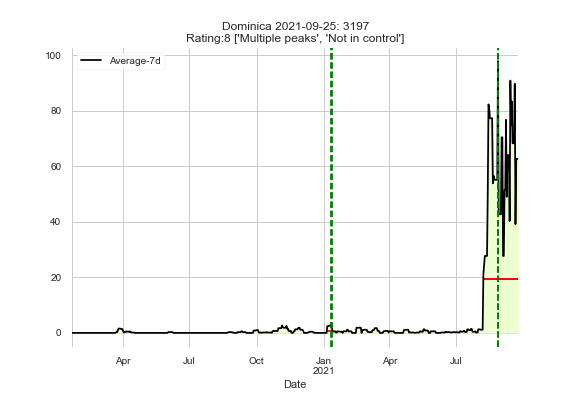 Dominica 2021-09-25: 3197
Rating:8 ['Multiple peaks', 'Not in control']
Average-7d
100
80
60
40
20
0
Apr
Jul
Oct
Jan
2021
Apr
Jul
Date